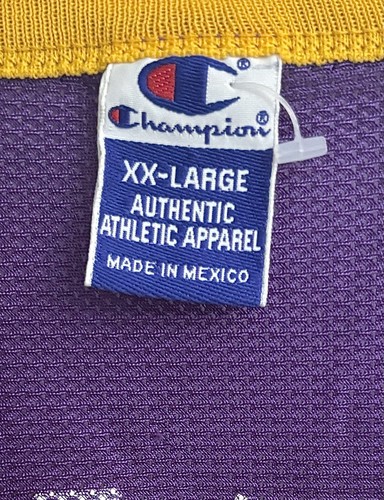 ®
Champion®
XX-LARGE
AUTHENTIC
ATHLETIC APPAREL
MADE IN MEXICO